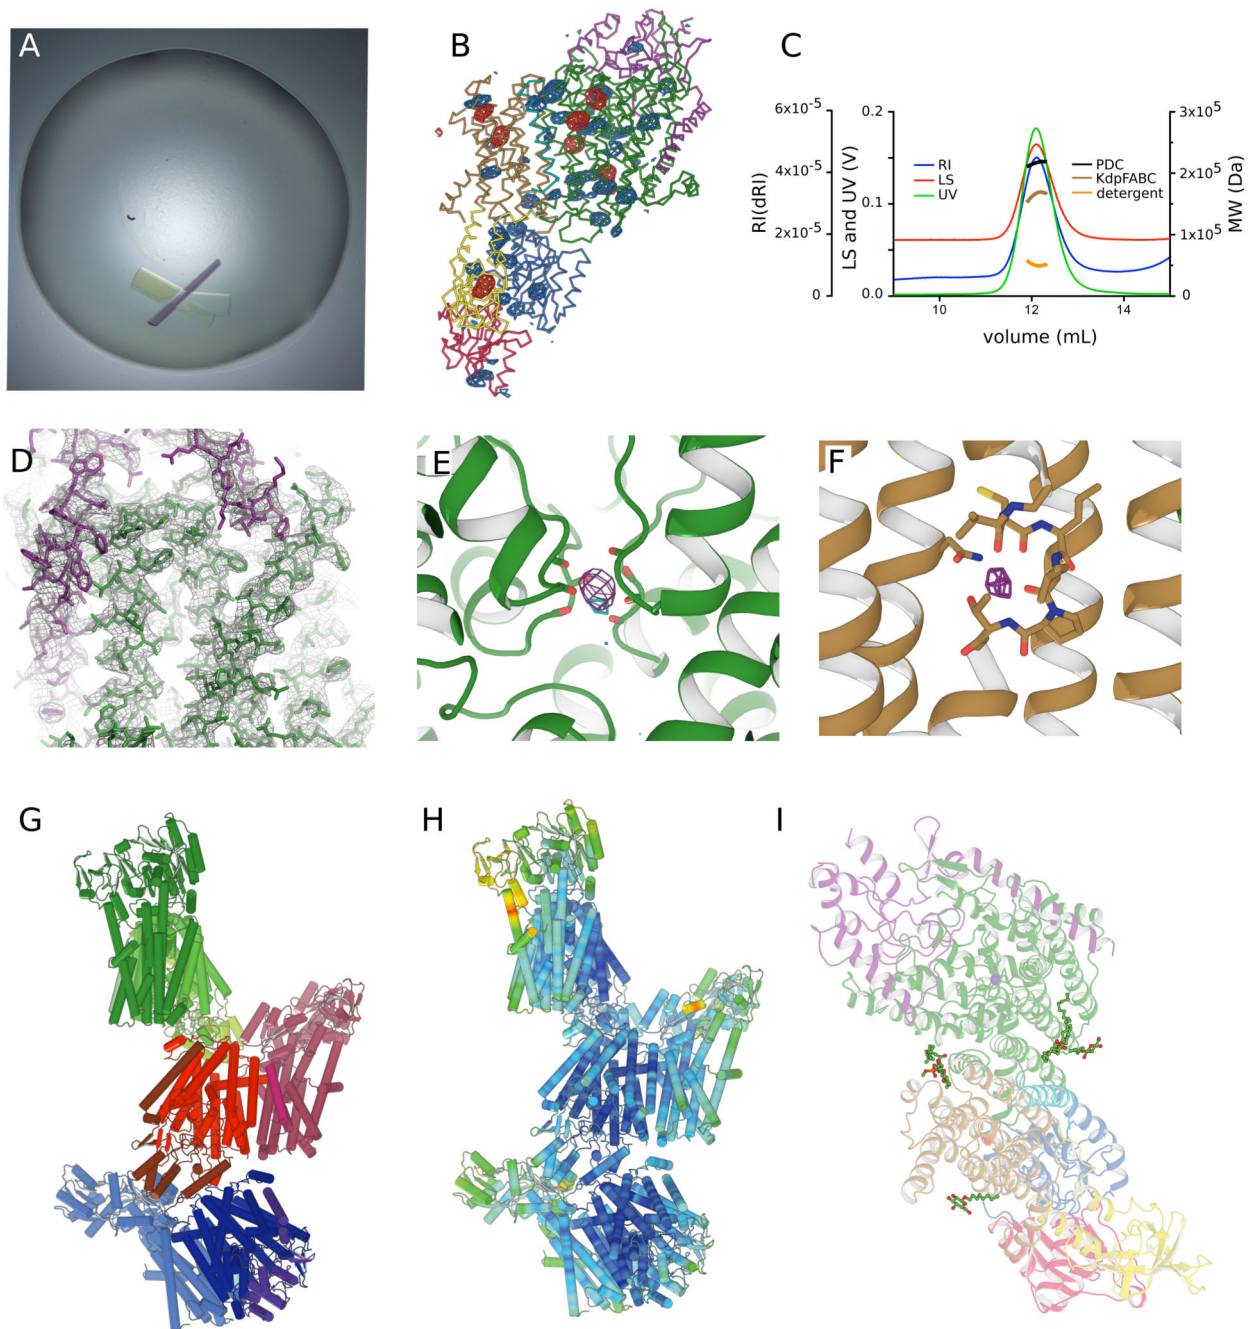 A
B
C
6x10-5
4x10-5
2x10-5
0
RI(dRI)
0.2
0.1
0.0
LS and UV (V)
RI
LS
UV
PDC
KdpFABC
detergent
3x105
2x105
1x105
0
MW (Da)
10
12
14
volume (mL)
D
E
F
G
H
I